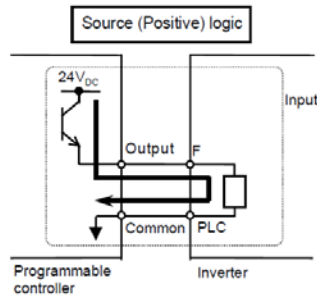 Source (Positive) logic
24VDC
Input
Output F
Common PLC
Programmable Inverter
controller